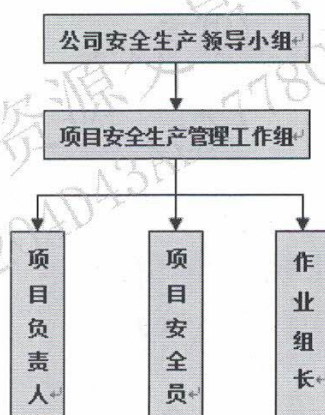 公司安全生产领导小组
项目安全生产管理工作组
项目负责人
项目安全员
作业组长